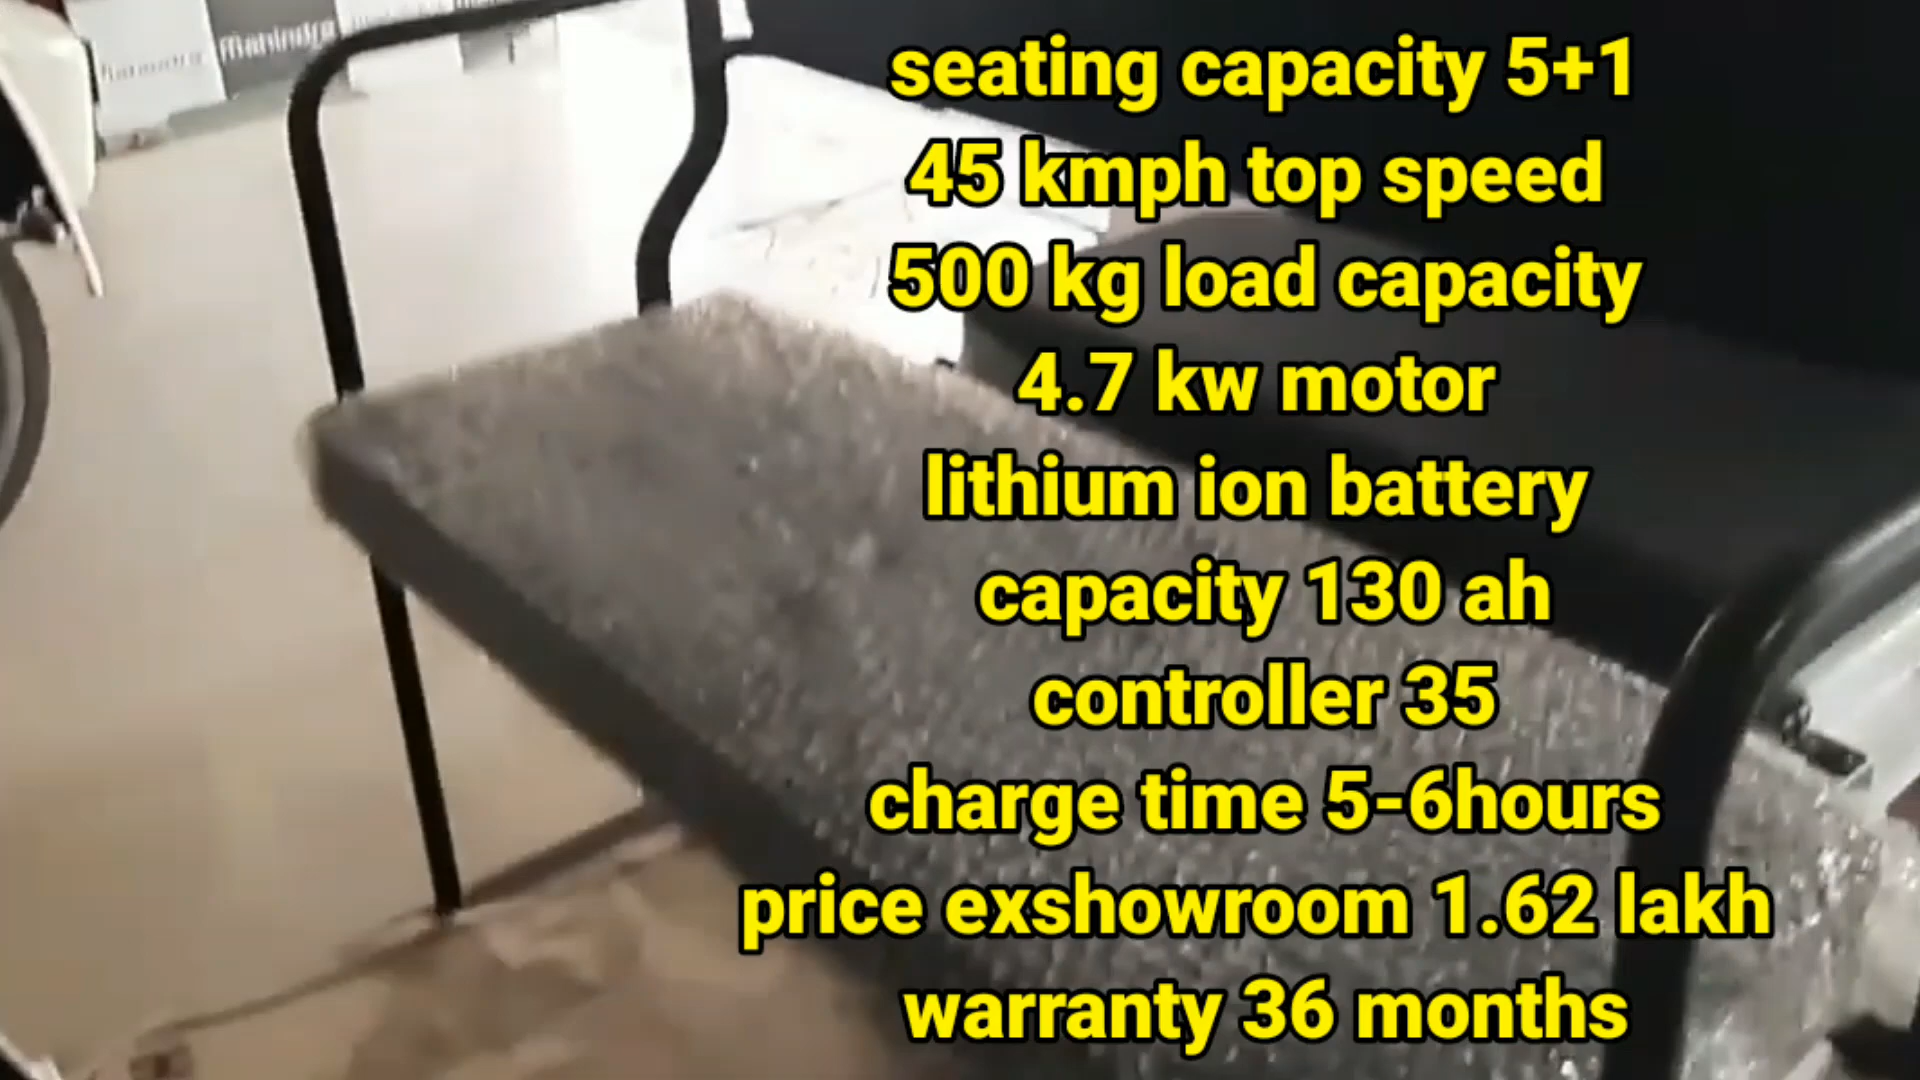 mahindra
seating capacity 5+1
45 kmph top speed
500 kg load capacity
4.7 kw motor
lithium ion battery
capacity 130 ah
controller 35
charge time 5-6hours
price exshowroom 1.62 lakh
warranty 36 months